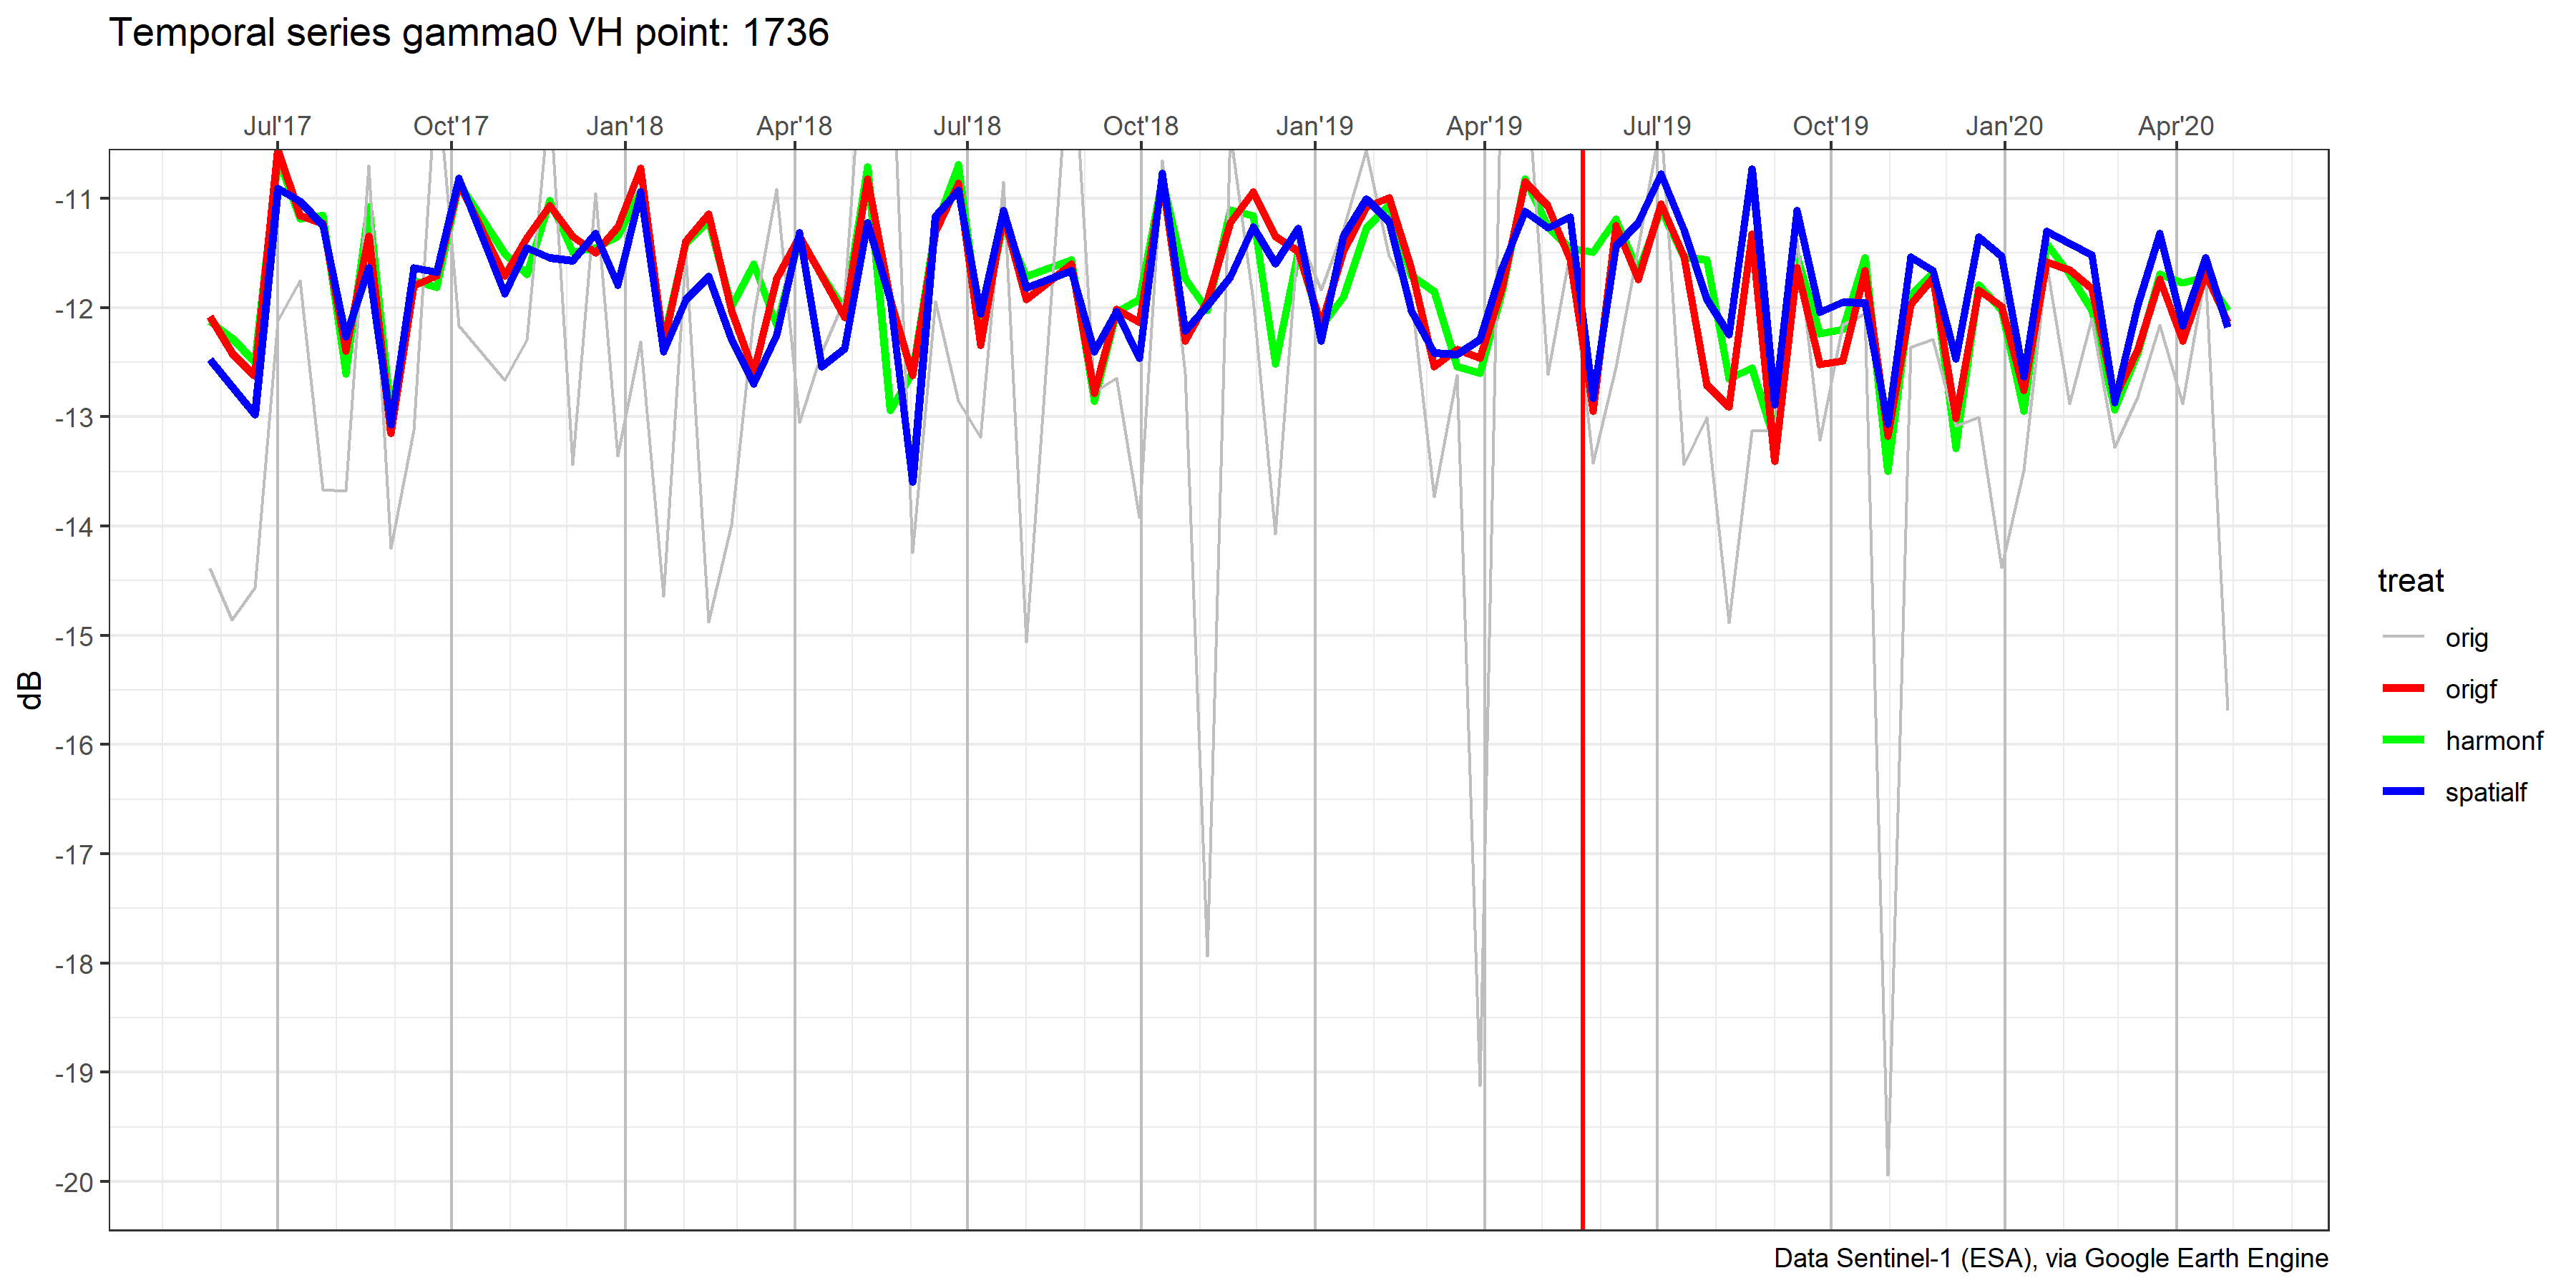 Temporal series gamma0 VH point: 1736
Jul'17 Oct'17 Jan'18 Apr'18 Jul'18 Oct'18 Jan'19 Apr'19 Jul'19 Oct'19 Jan'20 Apr'20
-11
-12
-13
-14
-15
-16
-17
-18
-19
-20
dB
treat
orig
origf
harmonf
spatialf
Data Sentinel-1 (ESA), via Google Earth Engine